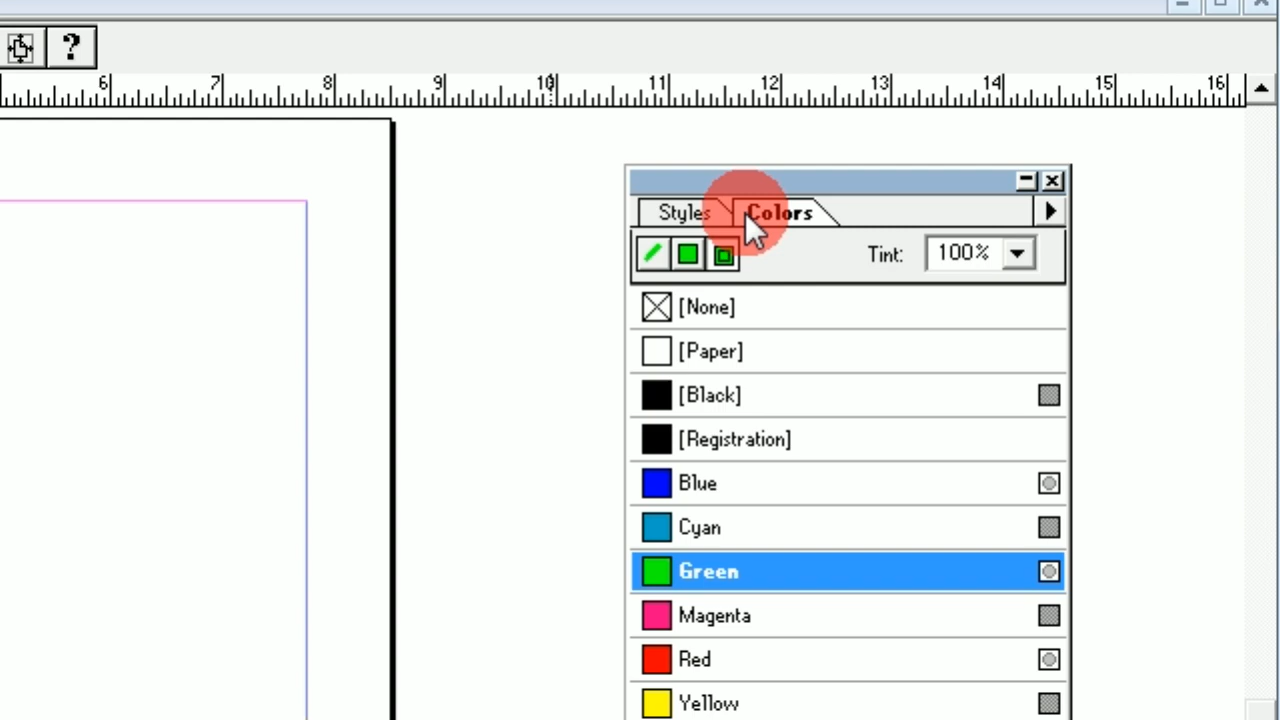 ?
6 7 8 9 10 11 12 13 14 15 16
Styles Colors
Tint: 100%
[None]
[Paper]
[Black]
[Registration]
Blue
Cyan
Green
Magenta
Red
Yellow